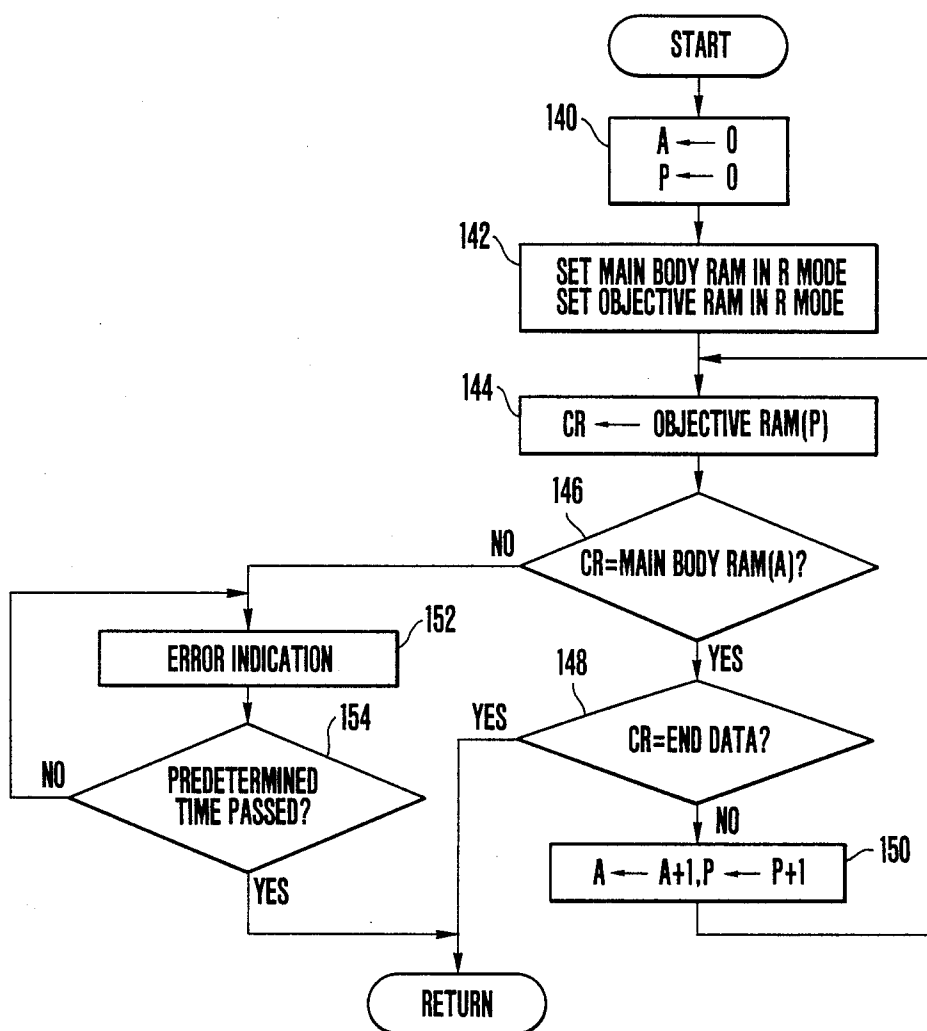 START
140
A ← 0
P ← 0
142
SET MAIN BODY RAM IN R MODE
SET OBJECTIVE RAM IN R MODE
144
CR ← OBJECTIVE RAM(P)
146
NO
CR=MAIN BODY RAM(A)?
YES
152
ERROR INDICATION
148
YES
CR=END DATA?
NO
154
NO
PREDETERMINED
TIME PASSED?
YES
150
A ← A+1,P ← P+1
RETURN